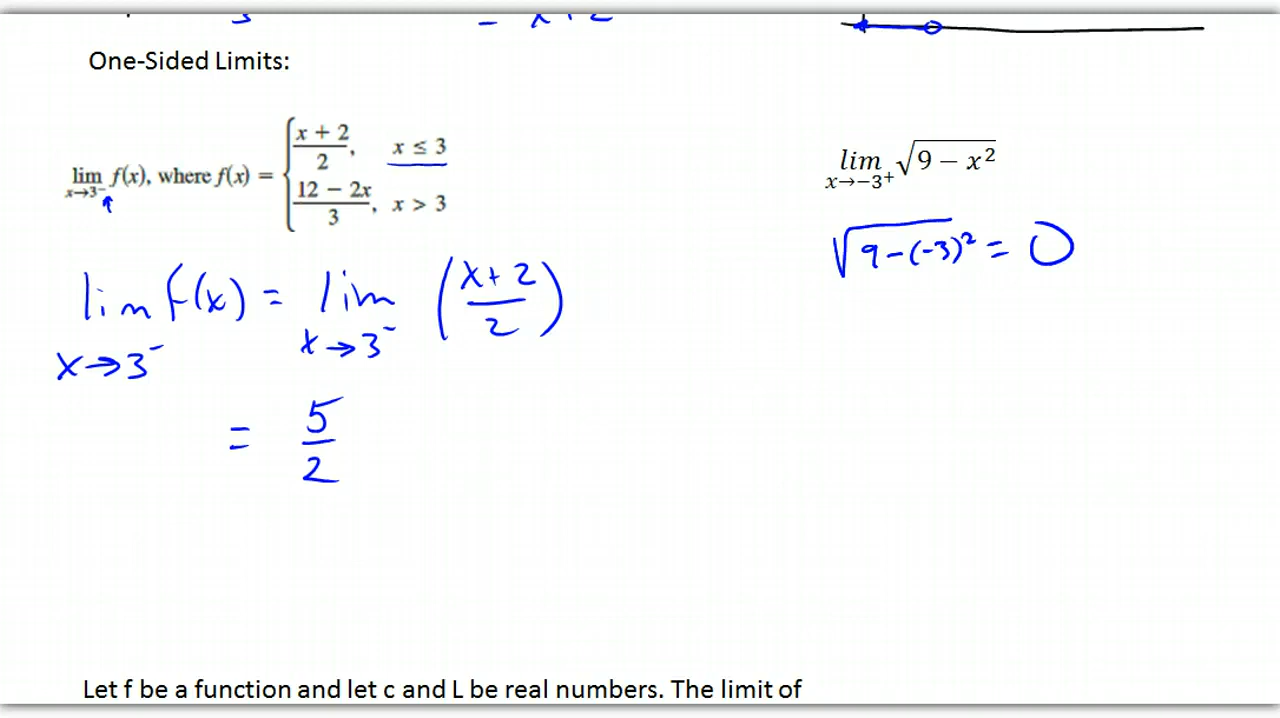 3 = x + 2
One-Sided Limits:
lim x→3⁻ f(x), where f(x) = { (x + 2)/2, x ≤ 3
(12 − 2x)/3, x > 3
lim x→−3⁺ √(9 − x²)
√(9 − (−3)²) = 0
lim x→3⁻ f(x) = lim x→3⁻ ((x + 2)/2)
= 5/2
Let f be a function and let c and L be real numbers. The limit of